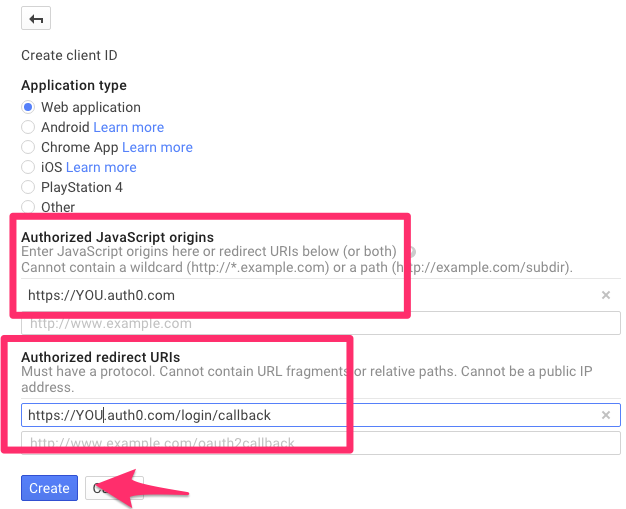 Create client ID
Application type
Web application
Android Learn more
Chrome App Learn more
iOS Learn more
PlayStation 4
Other
Authorized JavaScript origins
Enter JavaScript origins here or redirect URIs below (or both)
Cannot contain a wildcard (http://*.example.com) or a path (http://example.com/subdir).
https://YOU.auth0.com
http://www.example.com
Authorized redirect URIs
Must have a protocol. Cannot contain URL fragments or relative paths. Cannot be a public IP
address.
https://YOU.auth0.com/login/callback
http://www.example.com/oauth2callback
Create